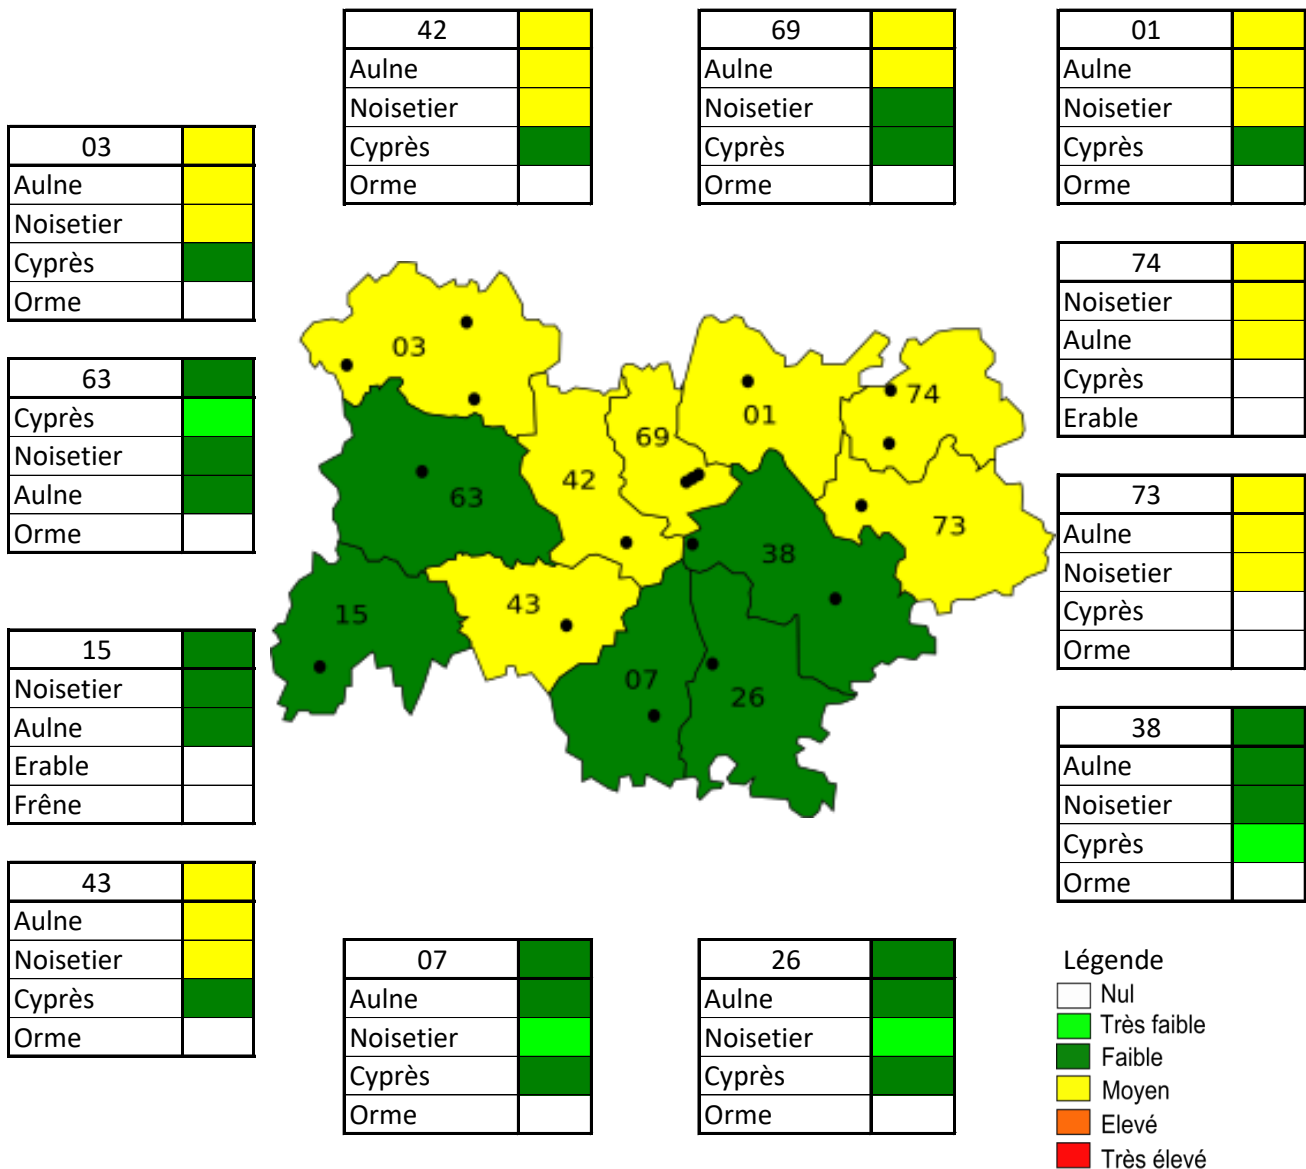 42
Aulne
Noisetier
Cyprès
Orme
69
Aulne
Noisetier
Cyprès
Orme
01
Aulne
Noisetier
Cyprès
Orme
03
Aulne
Noisetier
Cyprès
Orme
74
Noisetier
Aulne
Cyprès
Erable
63
Cyprès
Noisetier
Aulne
Orme
03
74
01
69
42
63
73
38
43
15
07
26
73
Aulne
Noisetier
Cyprès
Orme
15
Noisetier
Aulne
Erable
Frêne
38
Aulne
Noisetier
Cyprès
Orme
43
Aulne
Noisetier
Cyprès
Orme
07
Aulne
Noisetier
Cyprès
Orme
26
Aulne
Noisetier
Cyprès
Orme
Légende
Nul
Très faible
Faible
Moyen
Elevé
Très élevé